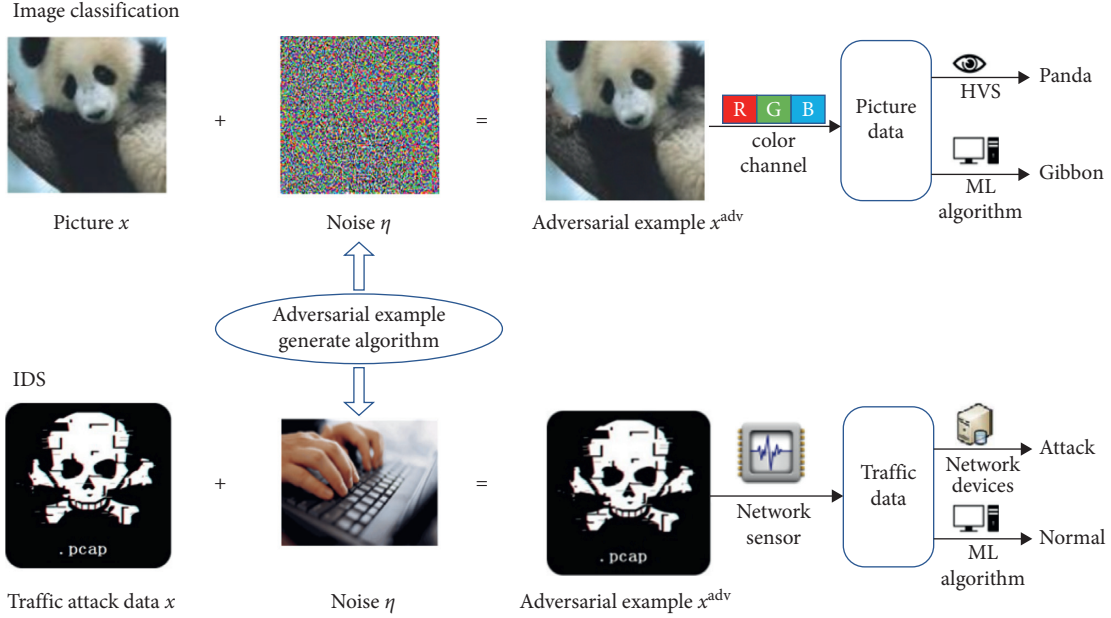 Image classification
+
=
R G B
color
channel
Picture
data
HVS
Panda
ML
algorithm
Gibbon
Picture x
Noise η
Adversarial example x^adv
Adversarial example
generate algorithm
IDS
.pcap
+
=
.pcap
Network
sensor
Traffic
data
Network
devices
Attack
ML
algorithm
Normal
Traffic attack data x
Noise η
Adversarial example x^adv